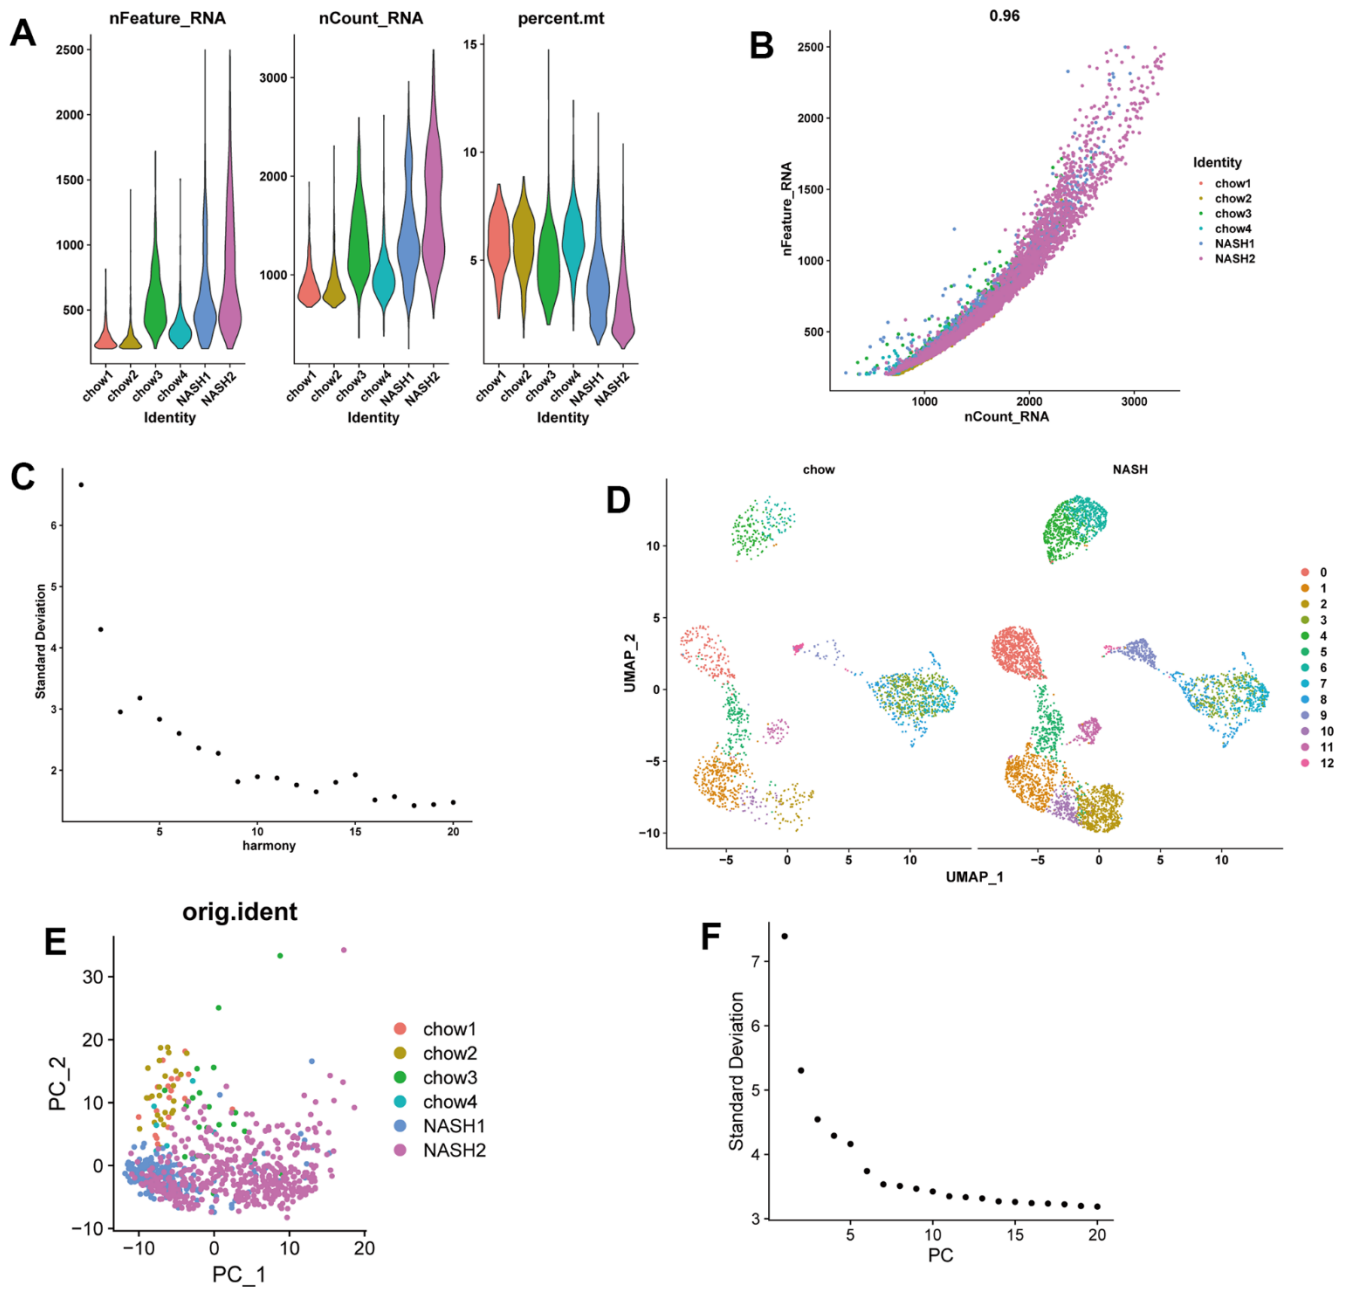 A
nFeature_RNA
2500
2000
1500
1000
500
chow1
chow2
chow3
chow4
NASH1
NASH2
Identity
nCount_RNA
3000
2000
1000
chow1
chow2
chow3
chow4
NASH1
NASH2
Identity
percent.mt
15
10
5
chow1
chow2
chow3
chow4
NASH1
NASH2
Identity
B
0.96
nFeature_RNA
2500
2000
1500
1000
500
1000
2000
3000
nCount_RNA
Identity
chow1
chow2
chow3
chow4
NASH1
NASH2
C
Standard Deviation
6
5
4
3
2
5
10
15
20
harmony
D
chow
NASH
UMAP_2
10
5
0
−5
−10
−5
0
5
10
−5
0
5
10
UMAP_1
0
1
2
3
4
5
6
7
8
9
10
11
12
E
orig.ident
PC_2
30
20
10
0
−10
−10
0
10
20
PC_1
chow1
chow2
chow3
chow4
NASH1
NASH2
F
Standard Deviation
7
6
5
4
3
5
10
15
20
PC